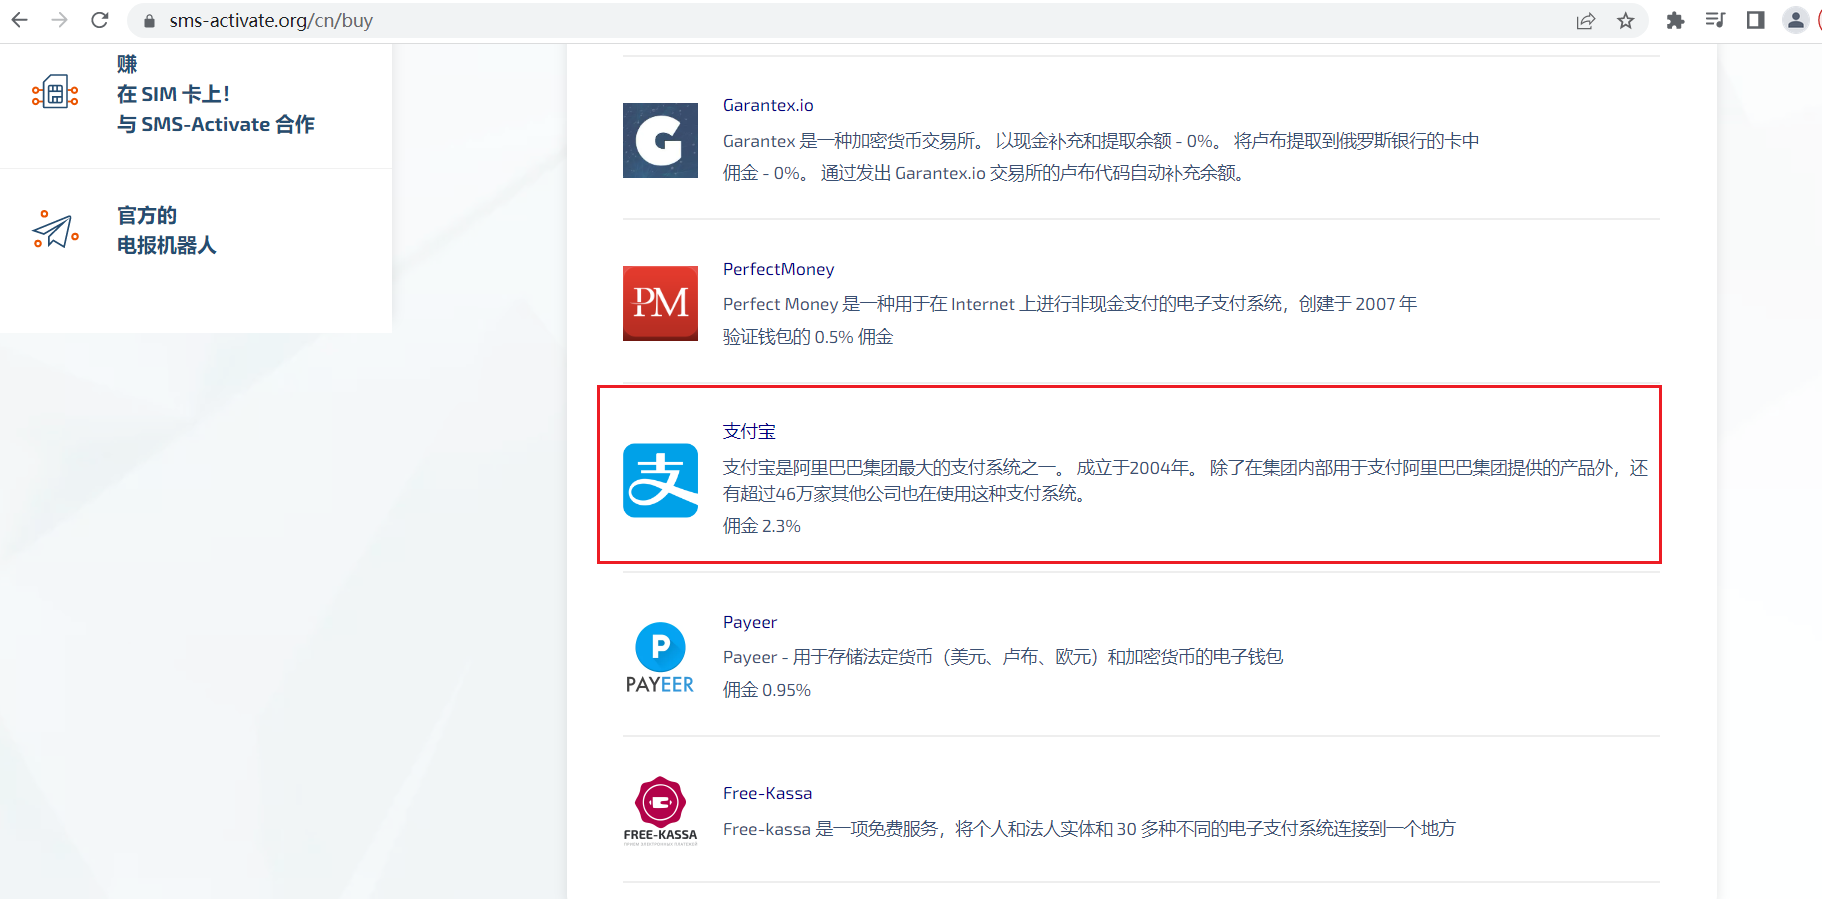 sms-activate.org/cn/buy
赚
在 SIM 卡上！
与 SMS-Activate 合作
官方的
电报机器人
Garantex.io
Garantex 是一种加密货币交易所。 以现金补充和提取余额 - 0%。 将卢布提取到俄罗斯银行的卡中
佣金 - 0%。 通过发出 Garantex.io 交易所的卢布代码自动补充余额。
PM
PerfectMoney
Perfect Money 是一种用于在 Internet 上进行非现金支付的电子支付系统，创建于 2007 年
验证钱包的 0.5% 佣金
支
支付宝
支付宝是阿里巴巴集团最大的支付系统之一。 成立于2004年。 除了在集团内部用于支付阿里巴巴集团提供的产品外，还
有超过46万家其他公司也在使用这种支付系统。
佣金 2.3%
P
PAYEER
Payeer
Payeer - 用于存储法定货币（美元、卢布、欧元）和加密货币的电子钱包
佣金 0.95%
FREE-KASSA
Free-Kassa
Free-kassa 是一项免费服务，将个人和法人实体和 30 多种不同的电子支付系统连接到一个地方